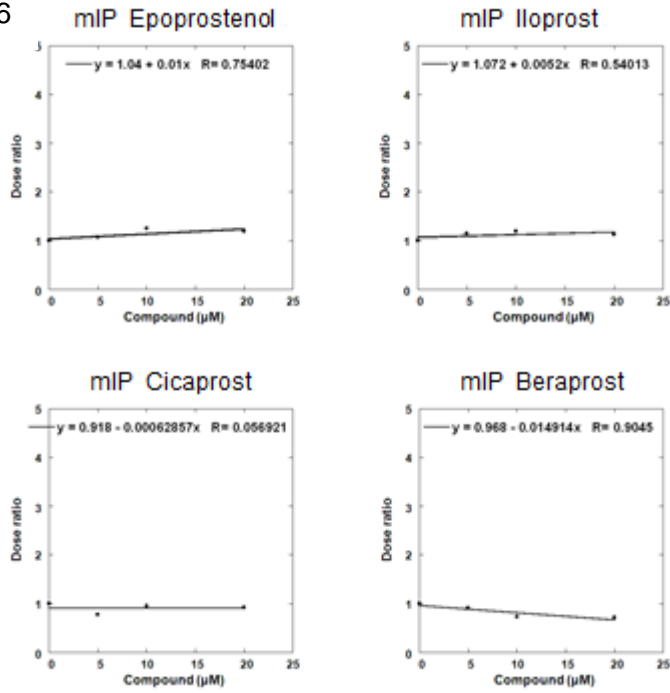 6
mIP Epoprostenol
y = 1.04 + 0.01x R= 0.75402
5
4
3
2
1
0
Dose ratio
0 5 10 15 20 25
Compound (µM)
mIP Iloprost
y = 1.072 + 0.0052x R= 0.54013
5
4
3
2
1
0
Dose ratio
0 5 10 15 20 25
Compound (µM)
mIP Cicaprost
y = 0.918 - 0.00062857x R= 0.056921
5
4
3
2
1
0
Dose ratio
0 5 10 15 20 25
Compound (µM)
mIP Beraprost
y = 0.968 - 0.014914x R= 0.9045
5
4
3
2
1
0
Dose ratio
0 5 10 15 20 25
Compound (µM)